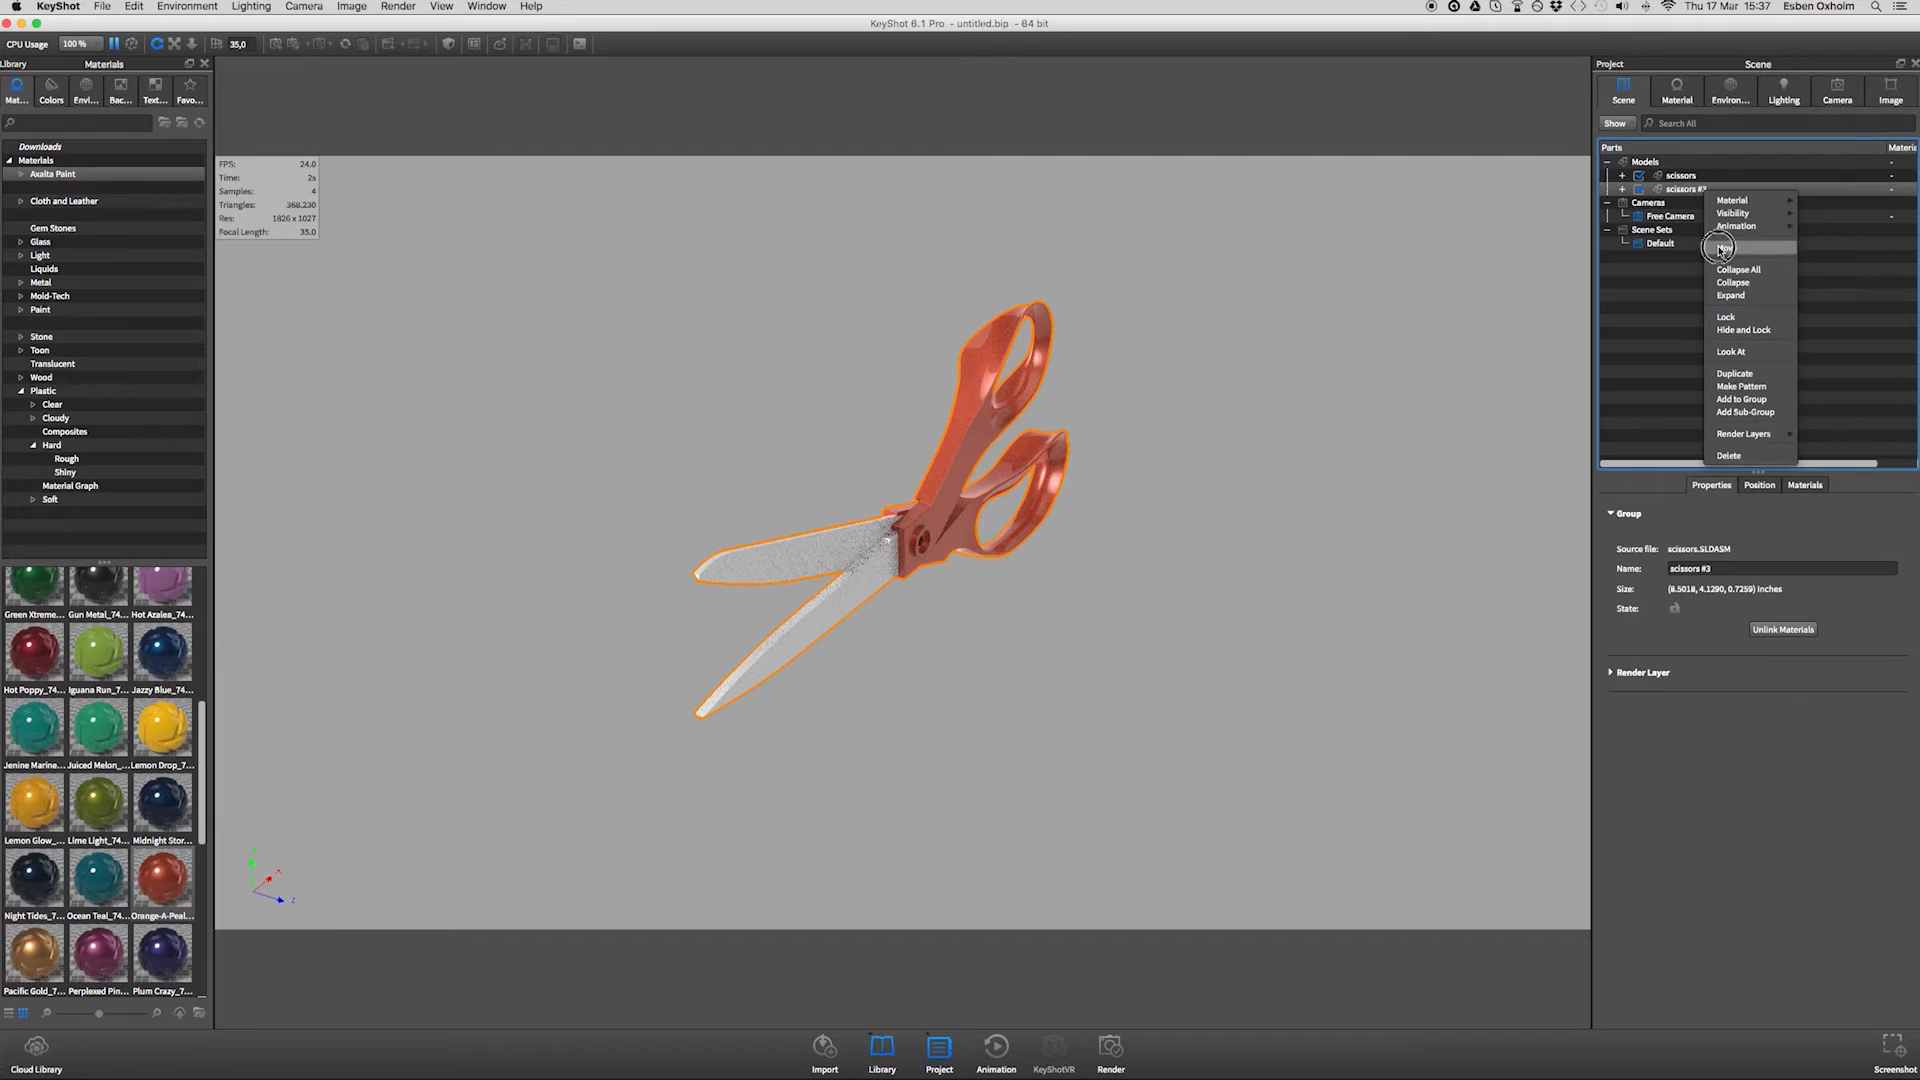 KeyShot File Edit Environment Lighting Camera Image Render View Window Help
Thu 17 Mar 15:37 Esben Oxholm
KeyShot 6.1 Pro - untitled.bip - 64 bit
CPU Usage 100 % 35,0
Library Materials
Mat... Colors Envi... Bac... Text... Favo...
Downloads
Materials
Axalta Paint
Cloth and Leather
Gem Stones
Glass
Light
Liquids
Metal
Mold-Tech
Paint
Stone
Toon
Translucent
Wood
Plastic
Clear
Cloudy
Composites
Hard
Rough
Shiny
Material Graph
Soft
Green Xtreme... Gun Metal_74... Hot Azalea_74...
Hot Poppy_74... Iguana Run_7... Jazzy Blue_74...
Jenine Marine... Juiced Melon_... Lemon Drop_7...
Lemon Glow_... Lime Light_74... Midnight Stor...
Night Tides_7... Ocean Teal_74... Orange-A-Peal...
Pacific Gold_7... Perplexed Pin... Plum Crazy_7...
Cloud Library
FPS: 24.0
Time: 2s
Samples: 4
Triangles: 368.230
Res: 1826 x 1027
Focal Length: 35.0
Import Library Project Animation KeyShotVR Render
Project Scene
Scene Material Environ... Lighting Camera Image
Show Search All
Parts Materia
Models -
scissors -
scissors #3 -
Cameras
Free Camera -
Scene Sets
Default
Material
Visibility
Animation
Collapse All
Collapse
Expand
Lock
Hide and Lock
Look At
Duplicate
Make Pattern
Add to Group
Add Sub-Group
Render Layers
Delete
Properties Position Materials
Group
Source file: scissors.SLDASM
Name: scissors #3
Size: (8.5018, 4.1290, 0.7259) Inches
State:
Unlink Materials
Render Layer
Screenshot